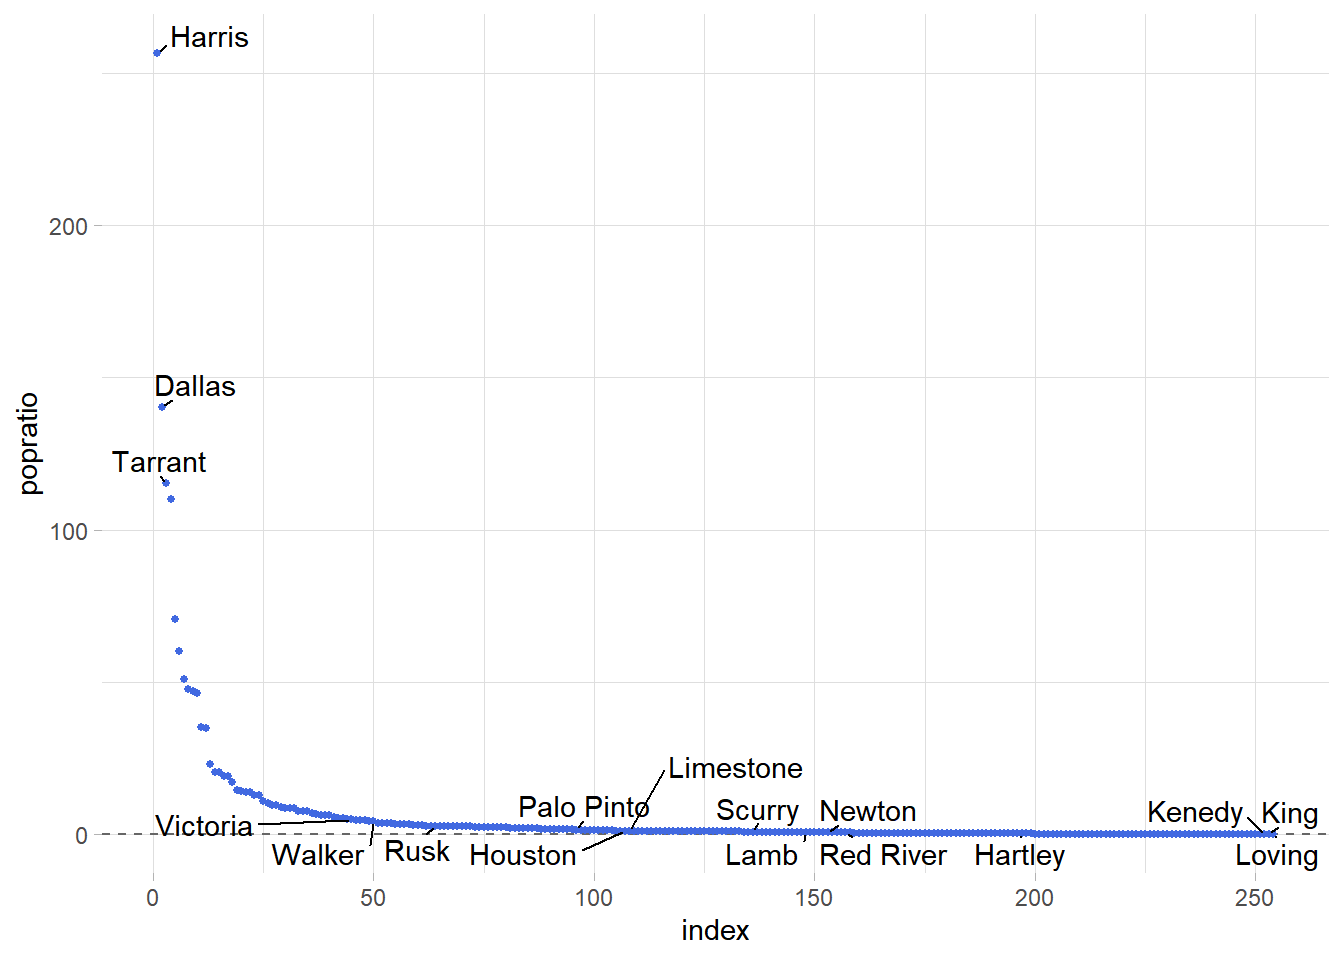 Harris
200
Dallas
popratio
Tarrant
100
Limestone
Palo Pinto
Scurry
Newton
Kenedy
King
Victoria
0
Walker
Rusk
Houston
Lamb
Red River
Hartley
Loving
0
50
100
150
200
250
index